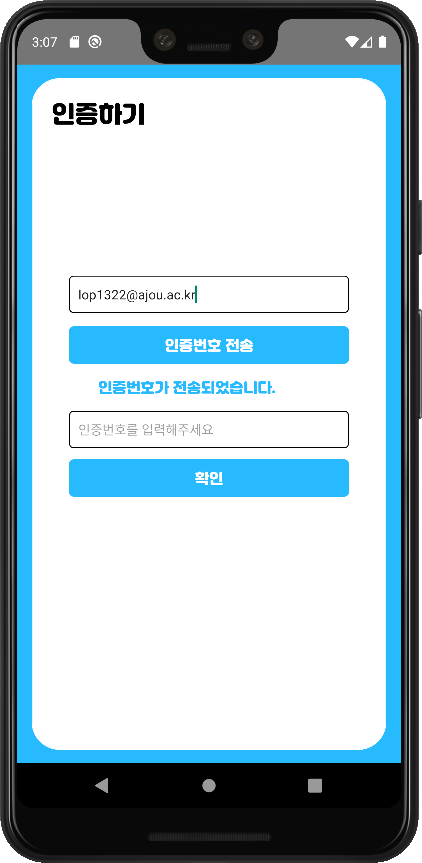 3:07
인증하기
lop1322@ajou.ac.kr
인증번호 전송
인증번호가 전송되었습니다.
인증번호를 입력해주세요
확인